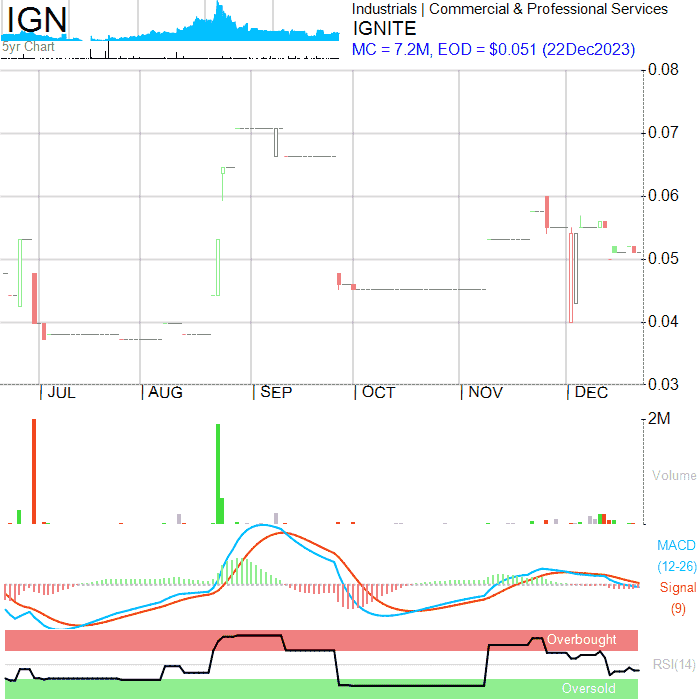 IGN
5yr Chart
Industrials | Commercial & Professional Services
IGNITE
MC = 7.2M, EOD = $0.051 (22Dec2023)
0.08
0.07
0.06
0.05
0.04
0.03
JUL
AUG
SEP
OCT
NOV
DEC
2M
Volume
MACD
(12-26)
Signal
(9)
Overbought
RSI(14)
Oversold